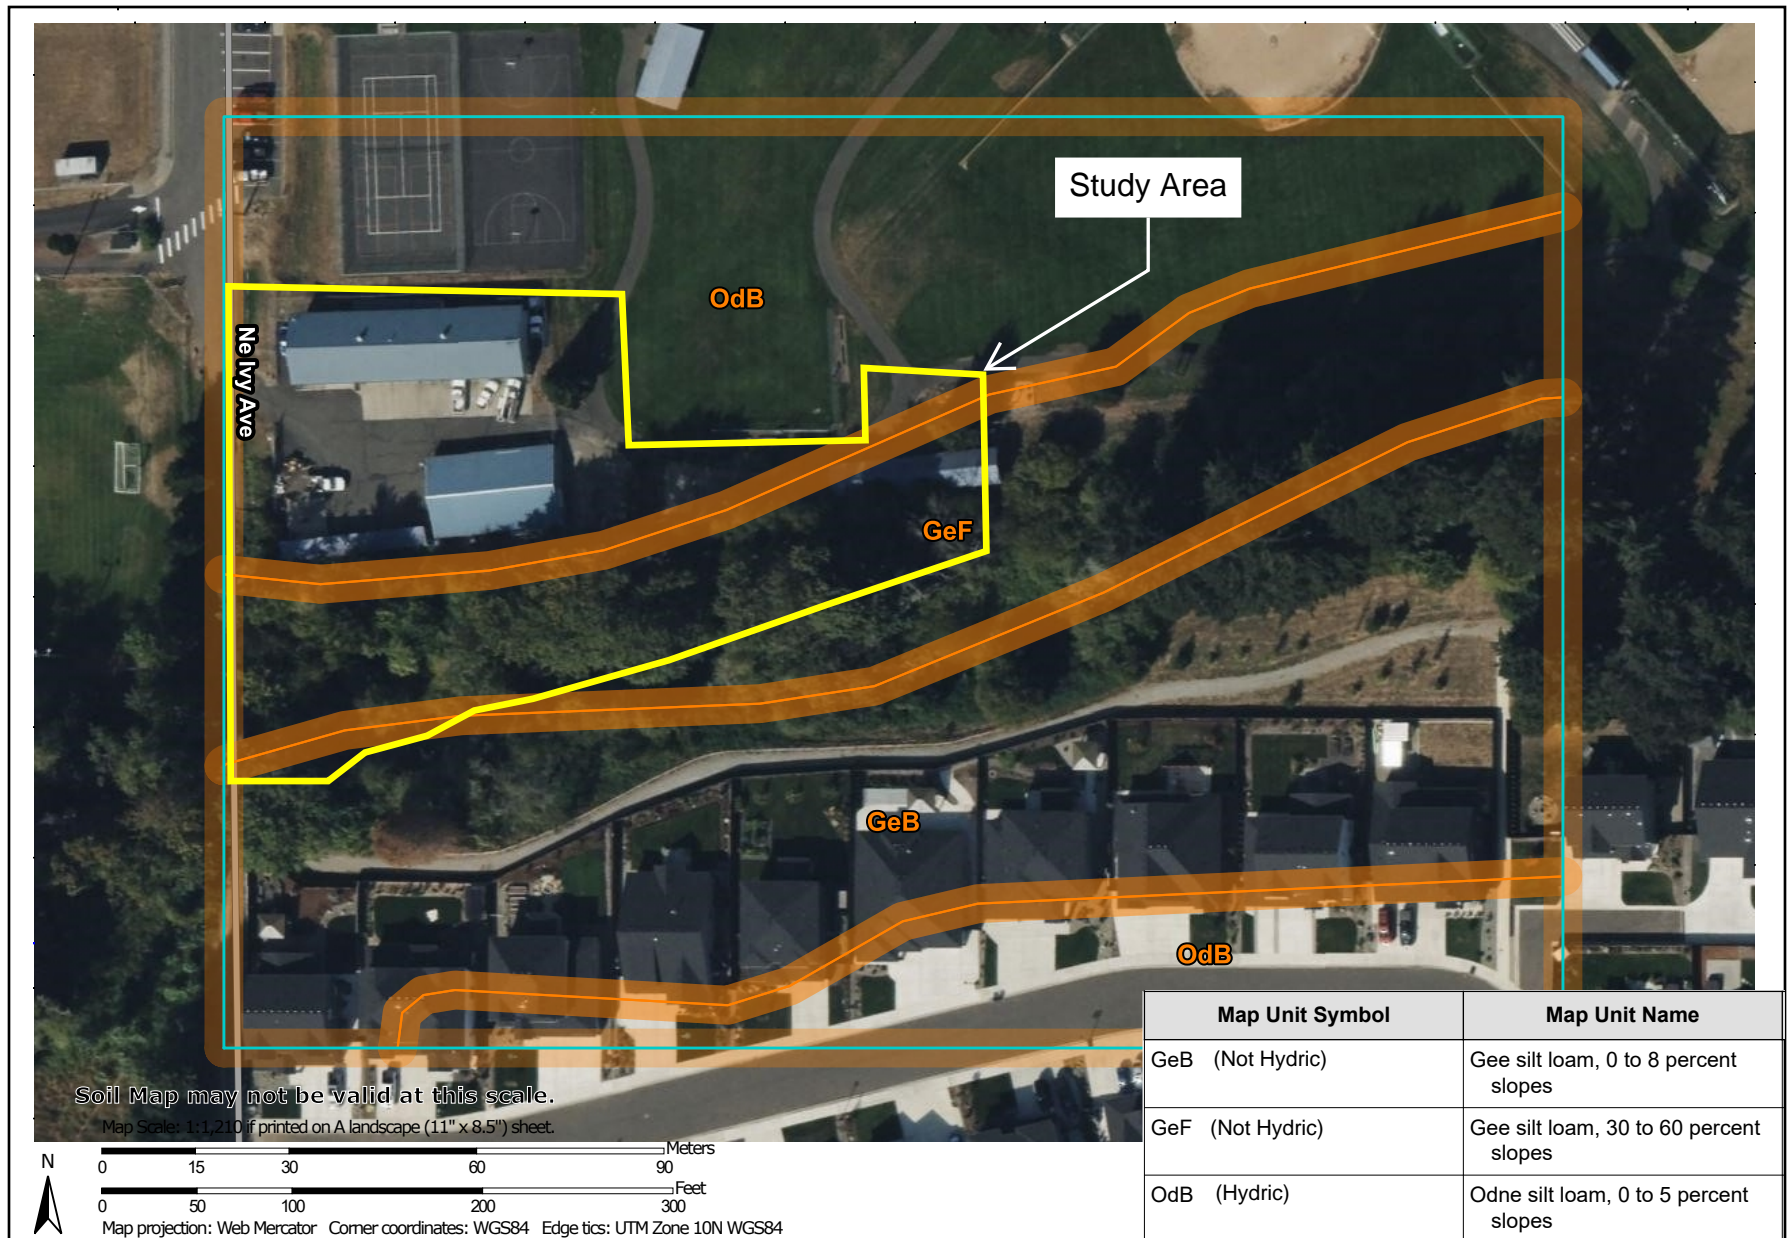 Study Area
OdB
Ne Ivy Ave
GeF
GeB
OdB
Map Unit Symbol Map Unit Name
GeB (Not Hydric) Gee silt loam, 0 to 8 percent
slopes
GeF (Not Hydric) Gee silt loam, 30 to 60 percent
slopes
OdB (Hydric) Odne silt loam, 0 to 5 percent
slopes
Soil Map may not be valid at this scale.
Map Scale: 1:1,210 if printed on A landscape (11" x 8.5") sheet.
N
Meters
0 15 30 60 90
Feet
0 50 100 200 300
Map projection: Web Mercator Corner coordinates: WGS84 Edge tics: UTM Zone 10N WGS84